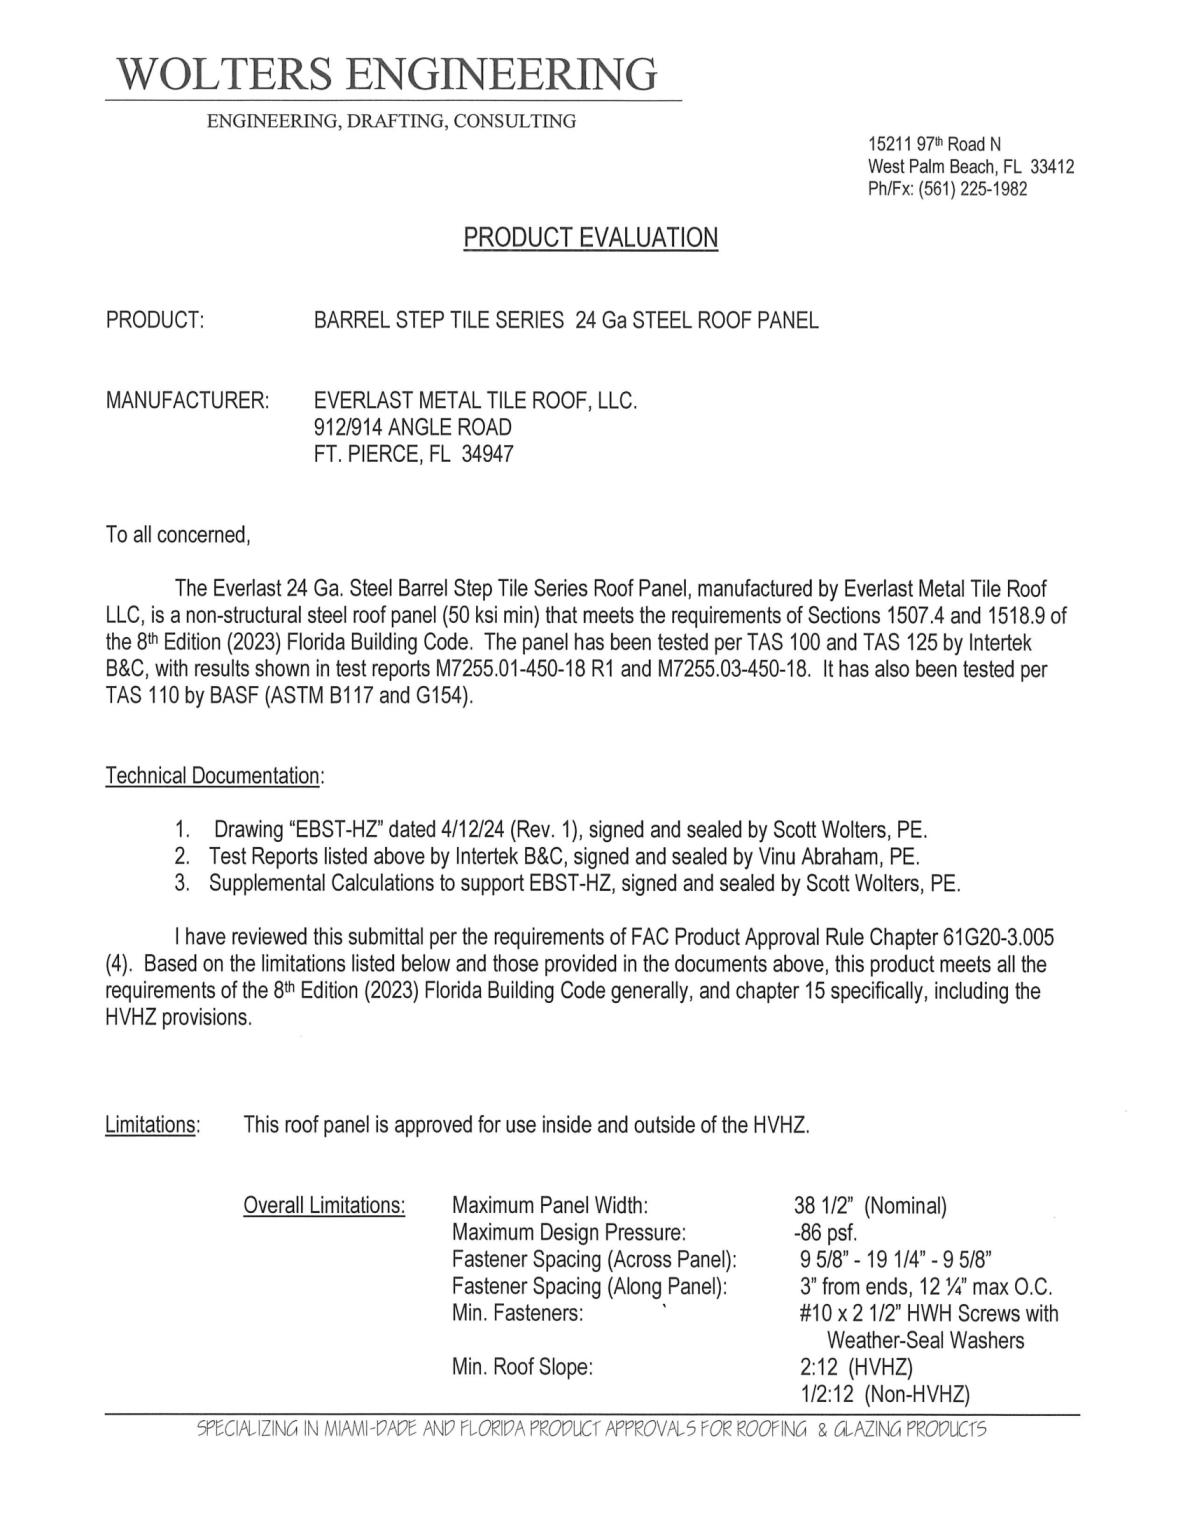 WOLTERS ENGINEERING
ENGINEERING, DRAFTING, CONSULTING
15211 97th Road N
West Palm Beach, FL 33412
Ph/Fx: (561) 225-1982
PRODUCT EVALUATION
PRODUCT: BARREL STEP TILE SERIES 24 Ga STEEL ROOF PANEL
MANUFACTURER: EVERLAST METAL TILE ROOF, LLC.
912/914 ANGLE ROAD
FT. PIERCE, FL 34947
To all concerned,
The Everlast 24 Ga. Steel Barrel Step Tile Series Roof Panel, manufactured by Everlast Metal Tile Roof
LLC, is a non-structural steel roof panel (50 ksi min) that meets the requirements of Sections 1507.4 and 1518.9 of
the 8th Edition (2023) Florida Building Code. The panel has been tested per TAS 100 and TAS 125 by Intertek
B&C, with results shown in test reports M7255.01-450-18 R1 and M7255.03-450-18. It has also been tested per
TAS 110 by BASF (ASTM B117 and G154).
Technical Documentation:
1. Drawing “EBST-HZ” dated 4/12/24 (Rev. 1), signed and sealed by Scott Wolters, PE.
2. Test Reports listed above by Intertek B&C, signed and sealed by Vinu Abraham, PE.
3. Supplemental Calculations to support EBST-HZ, signed and sealed by Scott Wolters, PE.
I have reviewed this submittal per the requirements of FAC Product Approval Rule Chapter 61G20-3.005
(4). Based on the limitations listed below and those provided in the documents above, this product meets all the
requirements of the 8th Edition (2023) Florida Building Code generally, and chapter 15 specifically, including the
HVHZ provisions.
Limitations: This roof panel is approved for use inside and outside of the HVHZ.
Overall Limitations: Maximum Panel Width: 38 1/2” (Nominal)
Maximum Design Pressure: -86 psf.
Fastener Spacing (Across Panel): 9 5/8” - 19 1/4” - 9 5/8”
Fastener Spacing (Along Panel): 3” from ends, 12 ¼” max O.C.
Min. Fasteners: #10 x 2 1/2” HWH Screws with
Weather-Seal Washers
Min. Roof Slope: 2:12 (HVHZ)
1/2:12 (Non-HVHZ)
SPECIALIZING IN MIAMI-DADE AND FLORIDA PRODUCT APPROVALS FOR ROOFING & GLAZING PRODUCTS